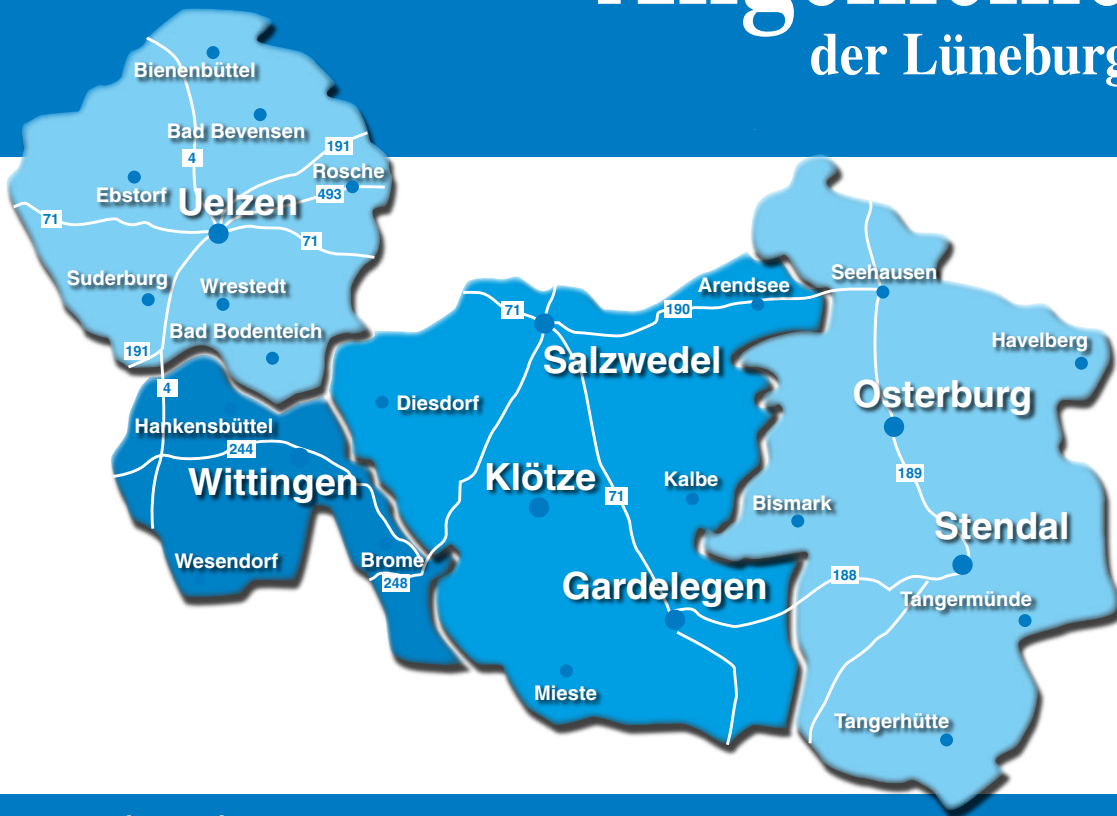 der Lüneburg
Bienenbüttel
Bad Bevensen
191
4
Rosche
Ebstorf
493
Uelzen
71
71
Suderburg
Wrestedt
Bad Bodenteich
191
4
Hankensbüttel
244
Wittingen
Wesendorf
Brome
248
71
190
Arendsee
Salzwedel
Diesdorf
Klötze
Kalbe
71
Gardelegen
Mieste
Seehausen
Havelberg
Osterburg
189
Bismark
Stendal
188
Tangermünde
Tangerhütte